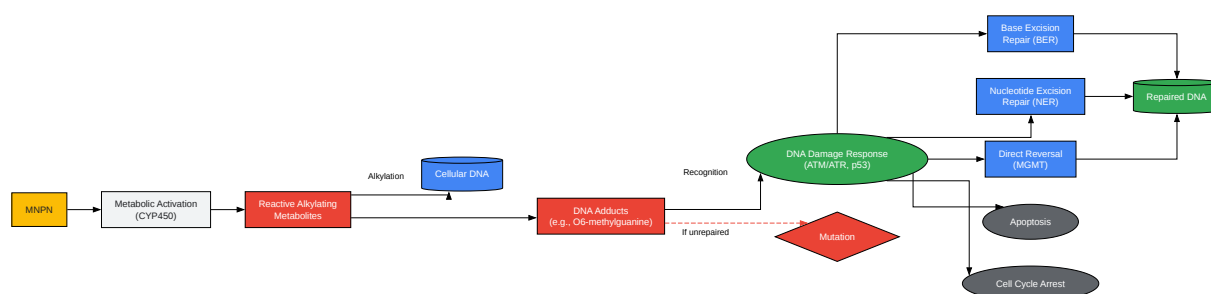 MNPN
Metabolic Activation
(CYP450)
Reactive Alkylating
Metabolites
Alkylation
Cellular DNA
DNA Adducts
(e.g., O6-methylguanine)
Recognition
If unrepaired
DNA Damage Response
(ATM/ATR, p53)
Mutation
Base Excision
Repair (BER)
Nucleotide Excision
Repair (NER)
Direct Reversal
(MGMT)
Repaired DNA
Apoptosis
Cell Cycle Arrest